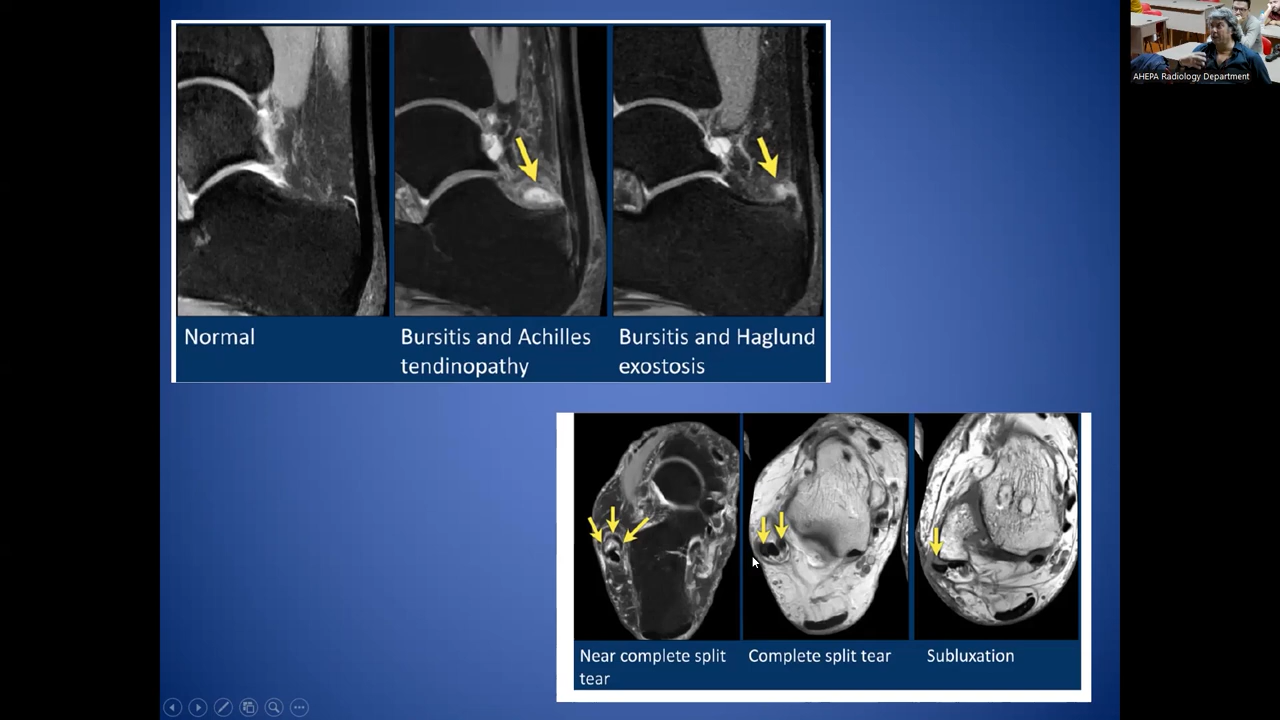 AHEPA Radiology Department
Normal
Bursitis and Achilles
tendinopathy
Bursitis and Haglund
exostosis
Near complete split
tear
Complete split tear
Subluxation